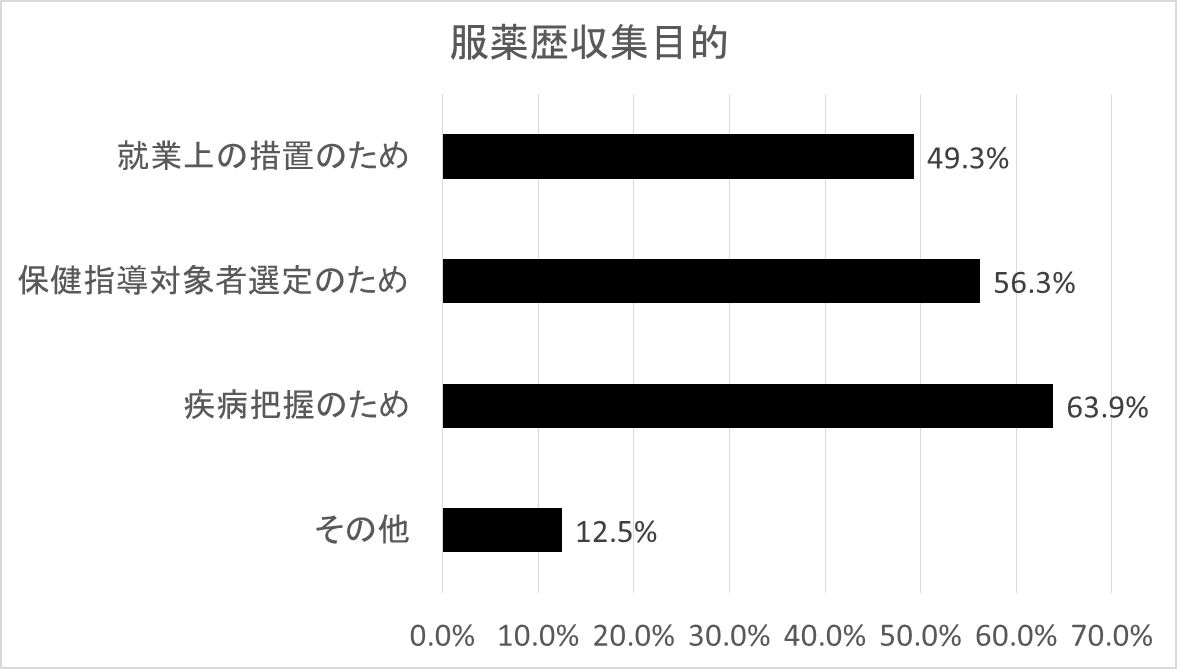 服薬歴収集目的
就業上の措置のため
49.3%
保健指導対象者選定のため
56.3%
疾病把握のため
63.9%
その他
12.5%
0.0% 10.0% 20.0% 30.0% 40.0% 50.0% 60.0% 70.0%